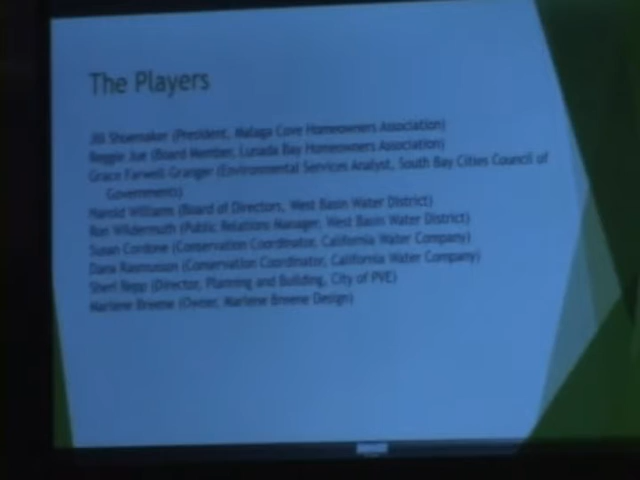 The Players
Jill Shoemaker (President, Malaga Cove Homeowners Association)
Reggie Jue (Board Member, Lunada Bay Homeowners Association)
Grace Farwell Granger (Environmental Services Analyst, South Bay Cities Council of
Governments)
Harold Williams (Board of Directors, West Basin Water District)
Ron Wildermuth (Public Relations Manager, West Basin Water District)
Susan Cordone (Conservation Coordinator, California Water Company)
Dana Rasmussen (Conservation Coordinator, California Water Company)
Sheri Repp (Director, Planning and Building, City of PVE)
Marlene Breene (Owner, Marlene Breene Design)